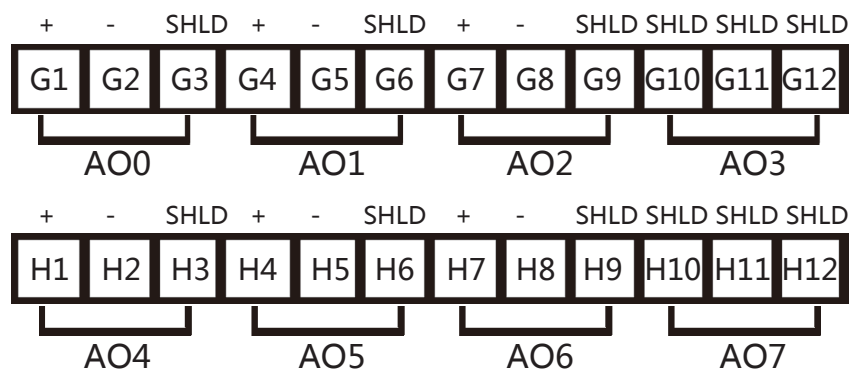 + - SHLD + - SHLD + - SHLD SHLD SHLD SHLD
G1 G2 G3 G4 G5 G6 G7 G8 G9 G10 G11 G12
AO0 AO1 AO2 AO3
+ - SHLD + - SHLD + - SHLD SHLD SHLD SHLD
H1 H2 H3 H4 H5 H6 H7 H8 H9 H10 H11 H12
AO4 AO5 AO6 AO7